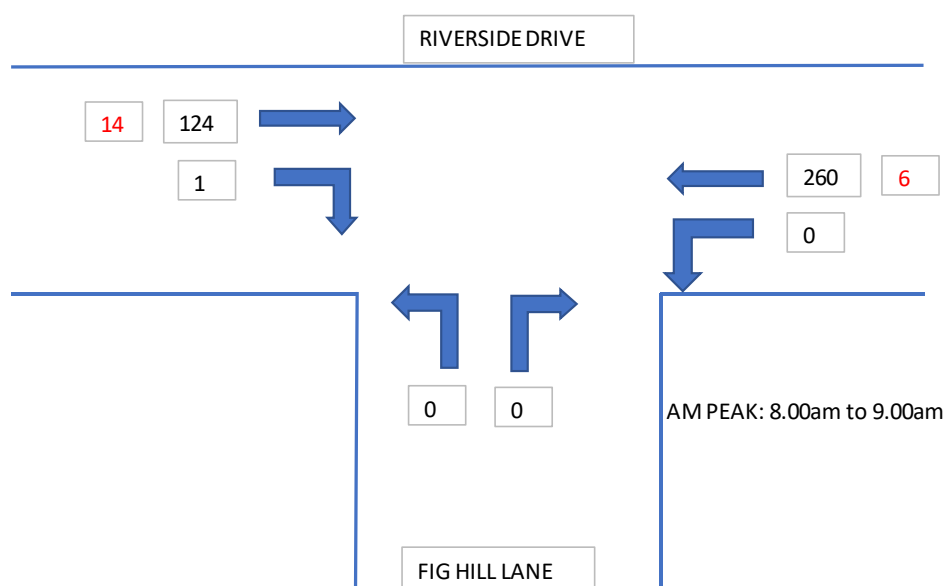 RIVERSIDE DRIVE
14 124
1
260 6
0
0 0
AM PEAK: 8.00am to 9.00am
FIG HILL LANE